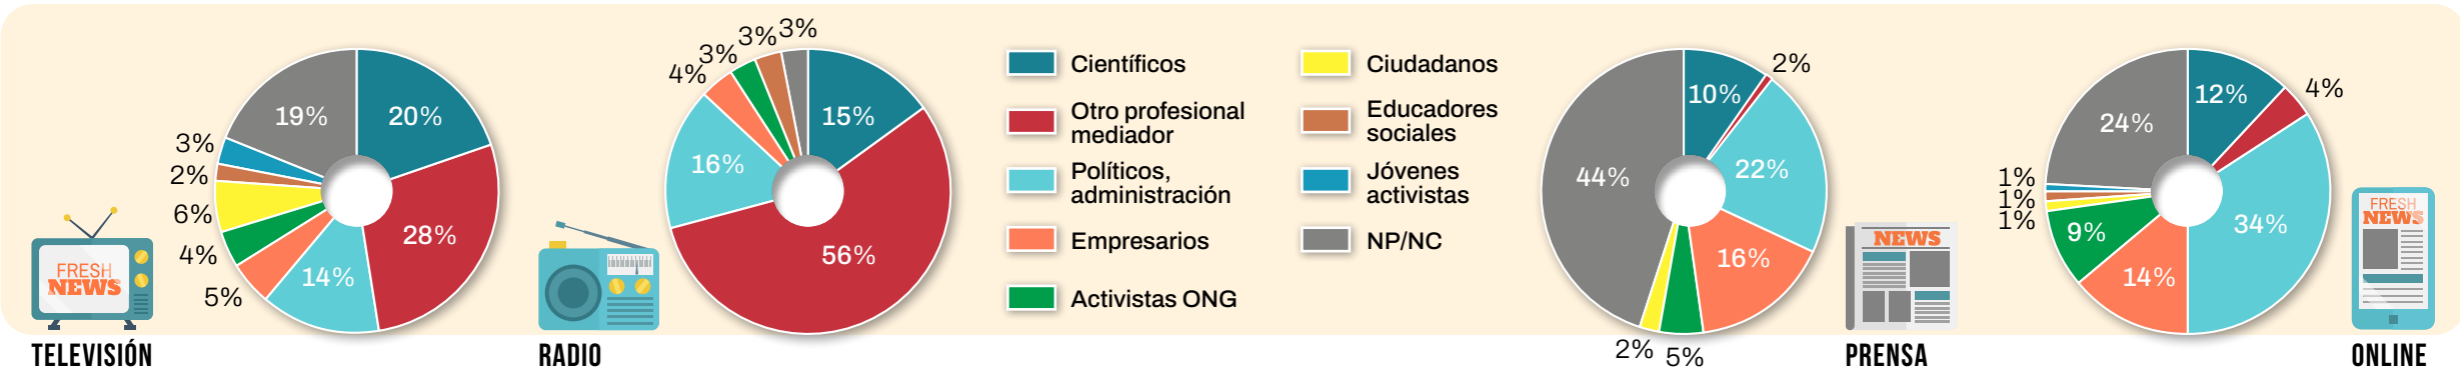 19%
20%
3%
2%
6%
4%
5%
14%
28%
FRESH
NEWS
TELEVISIÓN
4%
3%
3%
3%
15%
16%
56%
RADIO
Científicos
Otro profesional
mediador
Políticos,
administración
Empresarios
Activistas ONG
Ciudadanos
Educadores
sociales
Jóvenes
activistas
NP/NC
10%
2%
22%
44%
16%
2%
5%
NEWS
PRENSA
12%
4%
24%
1%
1%
1%
9%
34%
14%
FRESH
NEWS
ONLINE